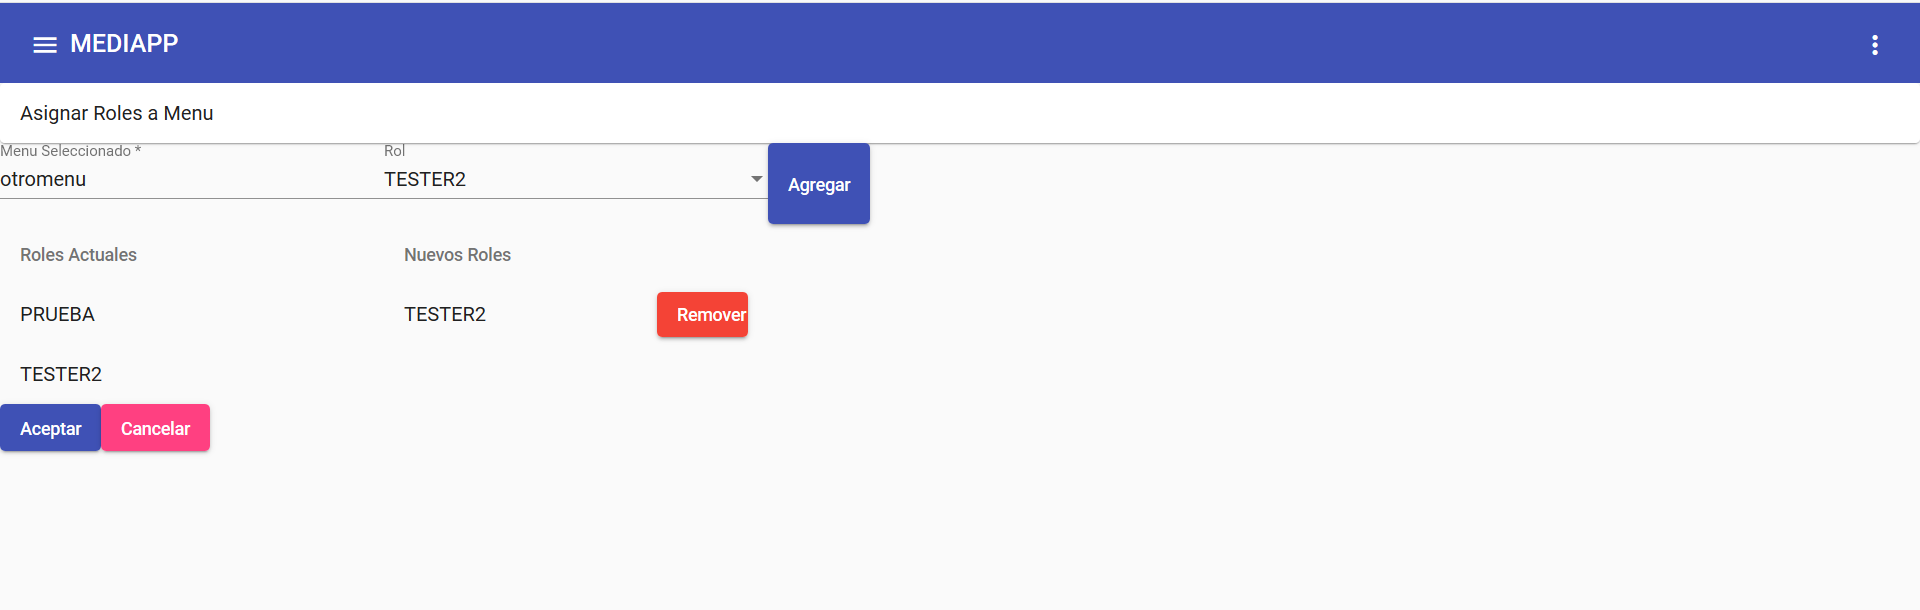 MEDIAPP
Asignar Roles a Menu
Menu Seleccionado * Rol
otromenu TESTER2 Agregar
Roles Actuales Nuevos Roles
PRUEBA TESTER2 Remover
TESTER2
Aceptar Cancelar